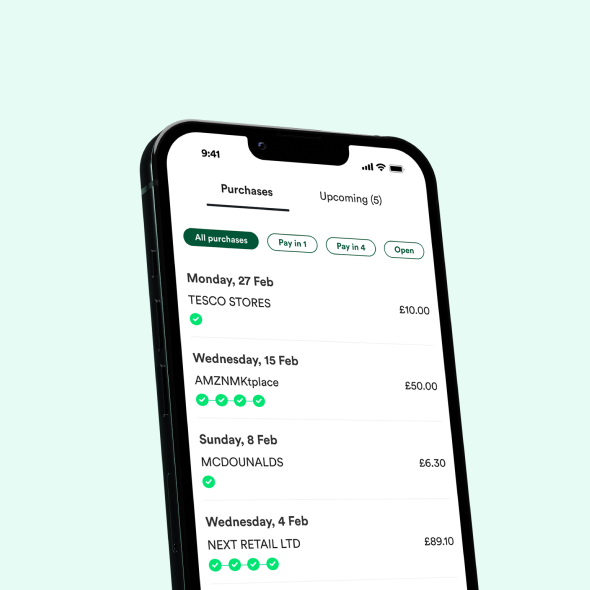 9:41
Purchases
Upcoming (5)
All purchases
Pay in 1
Pay in 4
Open
Monday, 27 Feb
TESCO STORES
£10.00
Wednesday, 15 Feb
AMZNMKtplace
£50.00
Sunday, 8 Feb
MCDOUNALDS
£6.30
Wednesday, 4 Feb
NEXT RETAIL LTD
£89.10